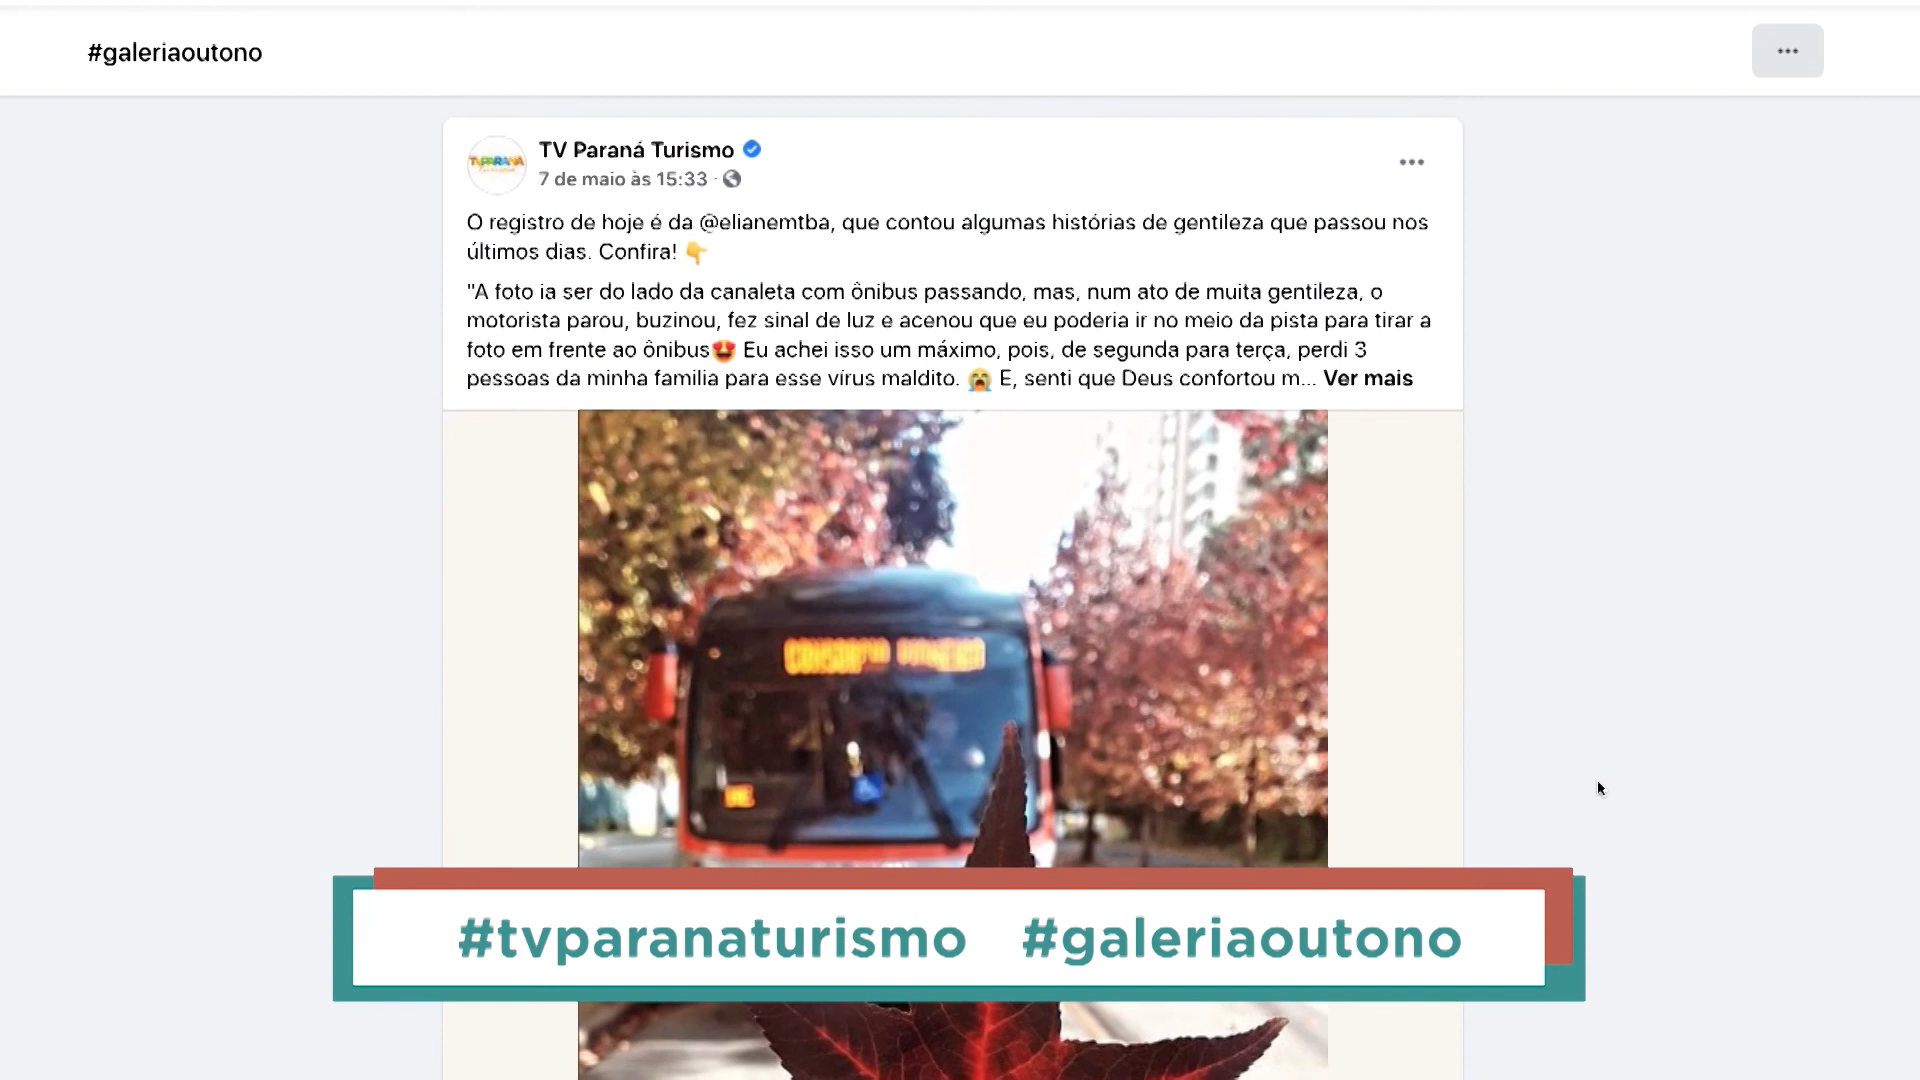 #galeriaoutono
TV Paraná Turismo
7 de maio às 15:33 ·
O registro de hoje é da @elianemtba, que contou algumas histórias de gentileza que passou nos
últimos dias. Confira! 👇
"A foto ia ser do lado da canaleta com ônibus passando, mas, num ato de muita gentileza, o
motorista parou, buzinou, fez sinal de luz e acenou que eu poderia ir no meio da pista para tirar a
foto em frente ao ônibus😍 Eu achei isso um máximo, pois, de segunda para terça, perdi 3
pessoas da minha familia para esse vírus maldito. 😭 E, senti que Deus confortou m... Ver mais
#tvparanaturismo #galeriaoutono